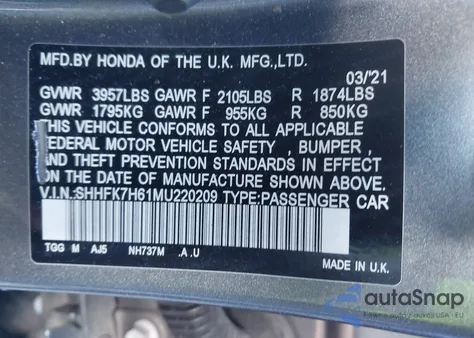 MFD.BY HONDA OF THE U.K. MFG.,LTD.
03/'21
GVWR 3957LBS GAWR F 2105LBS R 1874LBS
GVWR 1795KG GAWR F 955KG R 850KG
THIS VEHICLE CONFORMS TO ALL APPLICABLE
FEDERAL MOTOR VEHICLE SAFETY , BUMPER ,
AND THEFT PREVENTION STANDARDS IN EFFECT
ON THE DATE OF MANUFACTURE SHOWN ABOVE.
V.I.N.:SHHFK7H61MU220209 TYPE:PASSENGER CAR
TGG M AJ5 NH737M .A .U MADE IN U.K.
autoSnap